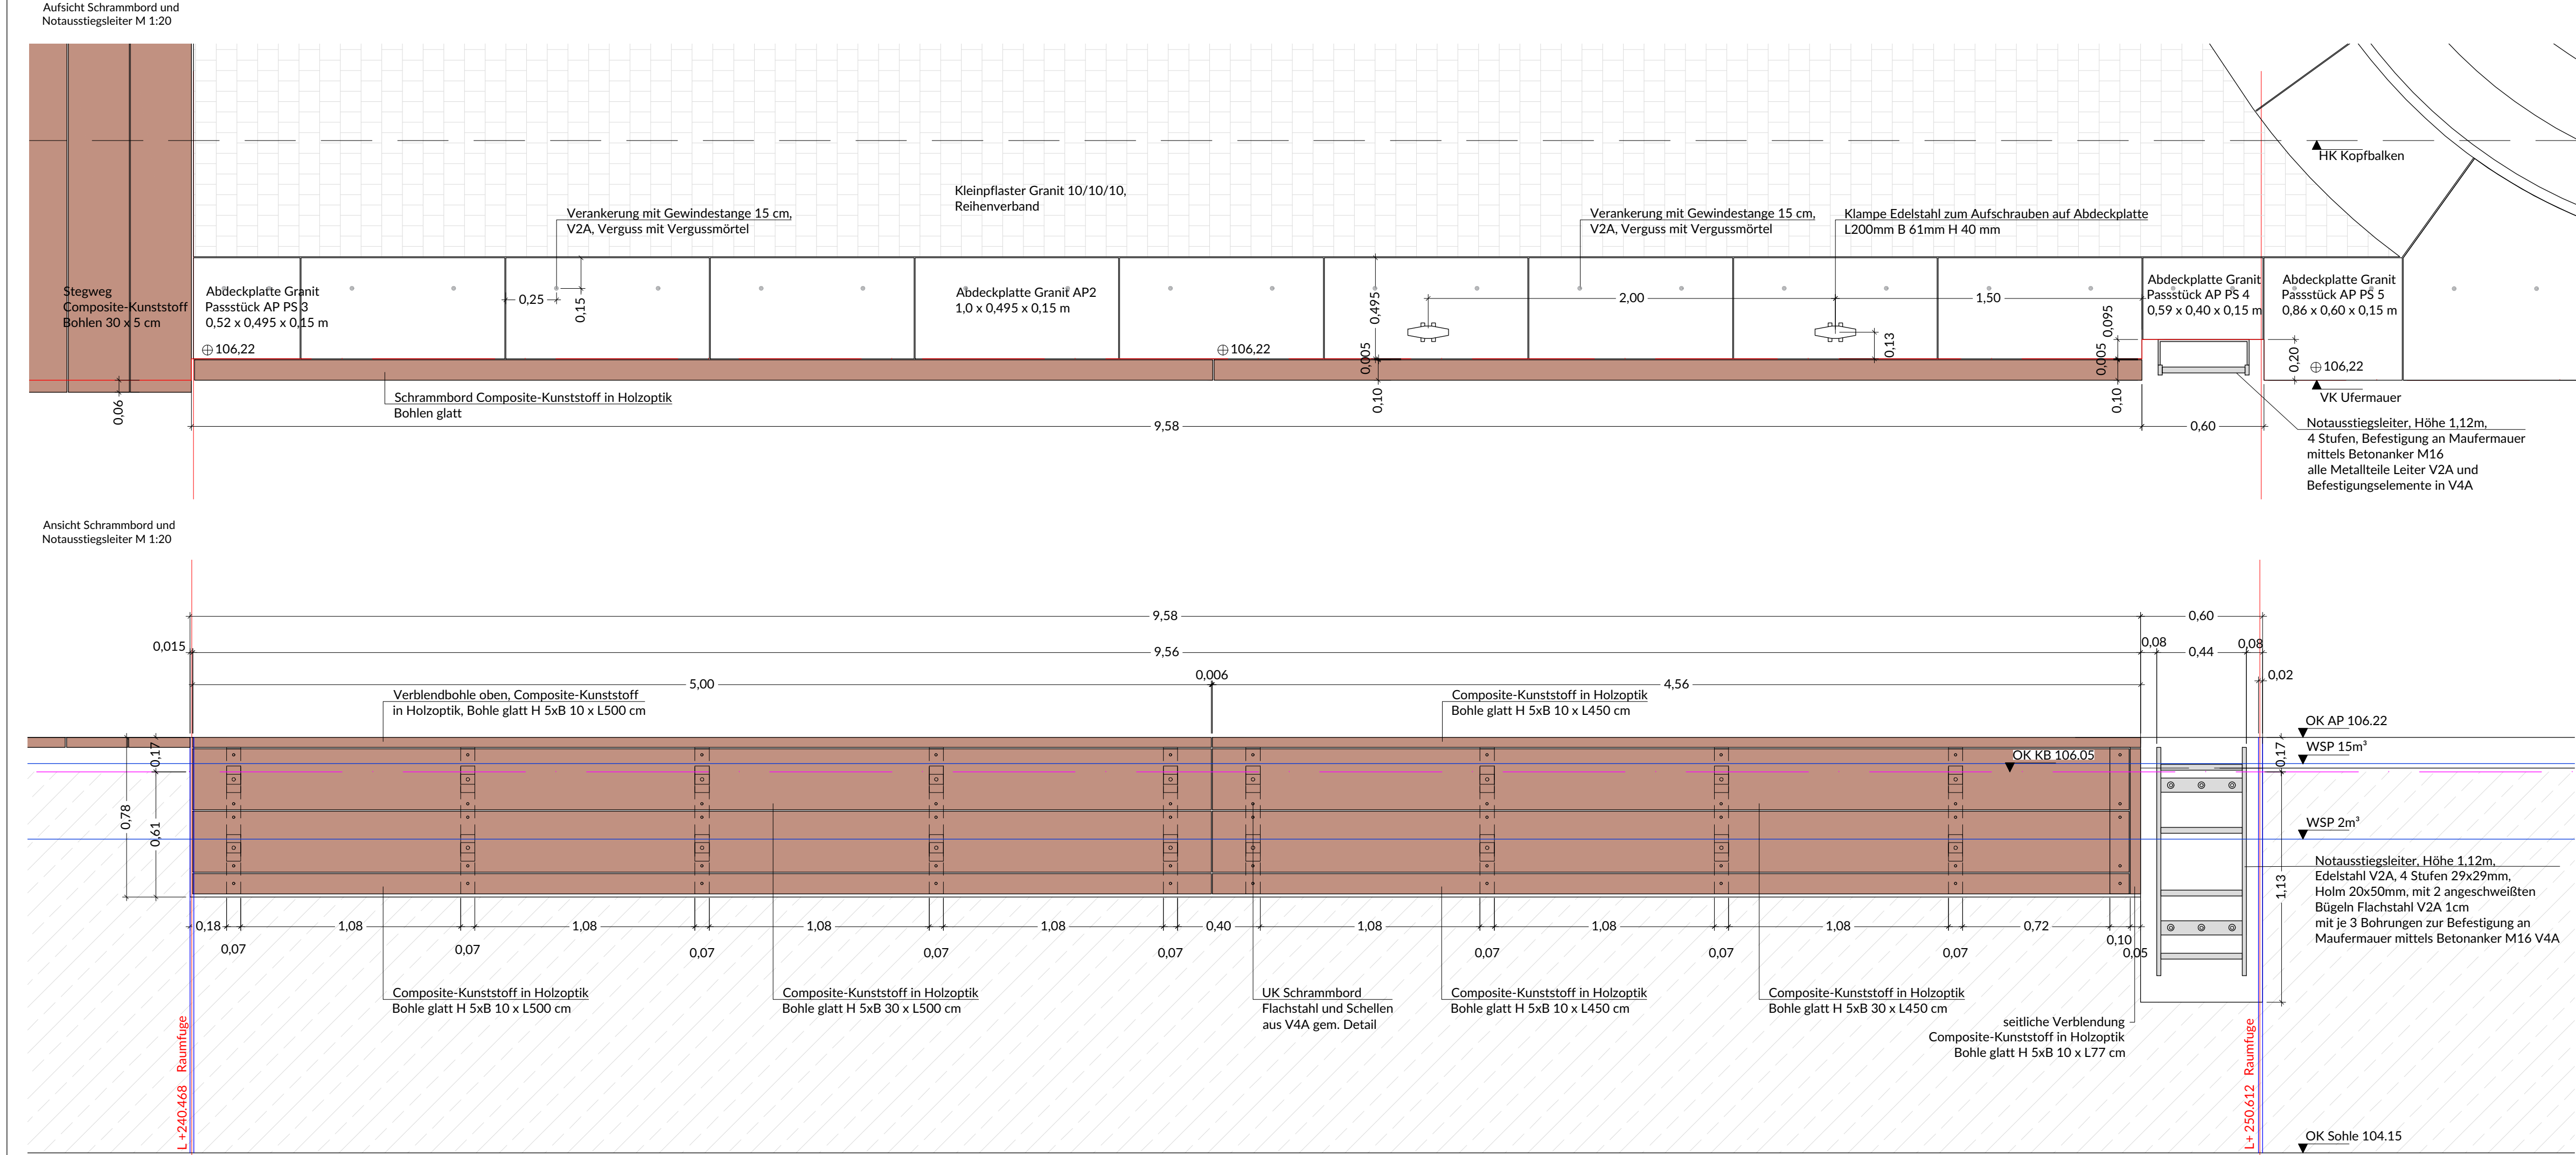 Aufsicht Schrammbord und
Notausstiegsleiter M 1:20
HK Kopfbalken
Kleinpflaster Granit 10/10/10,
Reihenverband
Verankerung mit Gewindestange 15 cm,
V2A, Verguss mit Vergussmörtel
Verankerung mit Gewindestange 15 cm,
V2A, Verguss mit Vergussmörtel
Klampe Edelstahl zum Aufschrauben auf Abdeckplatte
L200mm B 61mm H 40 mm
Stegweg
Composite-Kunststoff
Bohlen 30 x 5 cm
Abdeckplatte Granit
Passstück AP PS 3
0,52 x 0,495 x 0,15 m
106,22
0,25
0,15
Abdeckplatte Granit AP2
1,0 x 0,495 x 0,15 m
106,22
0,495
0,005
0,10
2,00
1,50
0,13
0,095
0,005
0,10
Abdeckplatte Granit
Passstück AP PS 4
0,59 x 0,40 x 0,15 m
Abdeckplatte Granit
Passstück AP PS 5
0,86 x 0,60 x 0,15 m
0,20
106,22
VK Ufermauer
0,06
Schrammbord Composite-Kunststoff in Holzoptik
Bohlen glatt
9,58
0,60
Notausstiegsleiter, Höhe 1,12m,
4 Stufen, Befestigung an Maufermauer
mittels Betonanker M16
alle Metallteile Leiter V2A und
Befestigungselemente in V4A
Ansicht Schrammbord und
Notausstiegsleiter M 1:20
9,58
0,60
0,015
9,56
0,08
0,44
0,08
5,00
0,006
4,56
0,02
Verblendbohle oben, Composite-Kunststoff
in Holzoptik, Bohle glatt H 5xB 10 x L500 cm
Composite-Kunststoff in Holzoptik
Bohle glatt H 5xB 10 x L450 cm
OK AP 106.22
WSP 15m³
OK KB 106.05
0,17
0,17
0,78
0,61
WSP 2m³
1,13
Notausstiegsleiter, Höhe 1,12m,
Edelstahl V2A, 4 Stufen 29x29mm,
Holm 20x50mm, mit 2 angeschweißten
Bügeln Flachstahl V2A 1cm
mit je 3 Bohrungen zur Befestigung an
Maufermauer mittels Betonanker M16 V4A
0,18
1,08
1,08
1,08
1,08
0,40
1,08
1,08
1,08
0,72
0,10
0,05
0,07
0,07
0,07
0,07
0,07
0,07
0,07
0,07
Composite-Kunststoff in Holzoptik
Bohle glatt H 5xB 10 x L500 cm
Composite-Kunststoff in Holzoptik
Bohle glatt H 5xB 30 x L500 cm
UK Schrammbord
Flachstahl und Schellen
aus V4A gem. Detail
Composite-Kunststoff in Holzoptik
Bohle glatt H 5xB 10 x L450 cm
Composite-Kunststoff in Holzoptik
Bohle glatt H 5xB 30 x L450 cm
seitliche Verblendung
Composite-Kunststoff in Holzoptik
Bohle glatt H 5xB 10 x L77 cm
L +240.468 Raumfuge
L+ 250.612 Raumfuge
OK Sohle 104.15